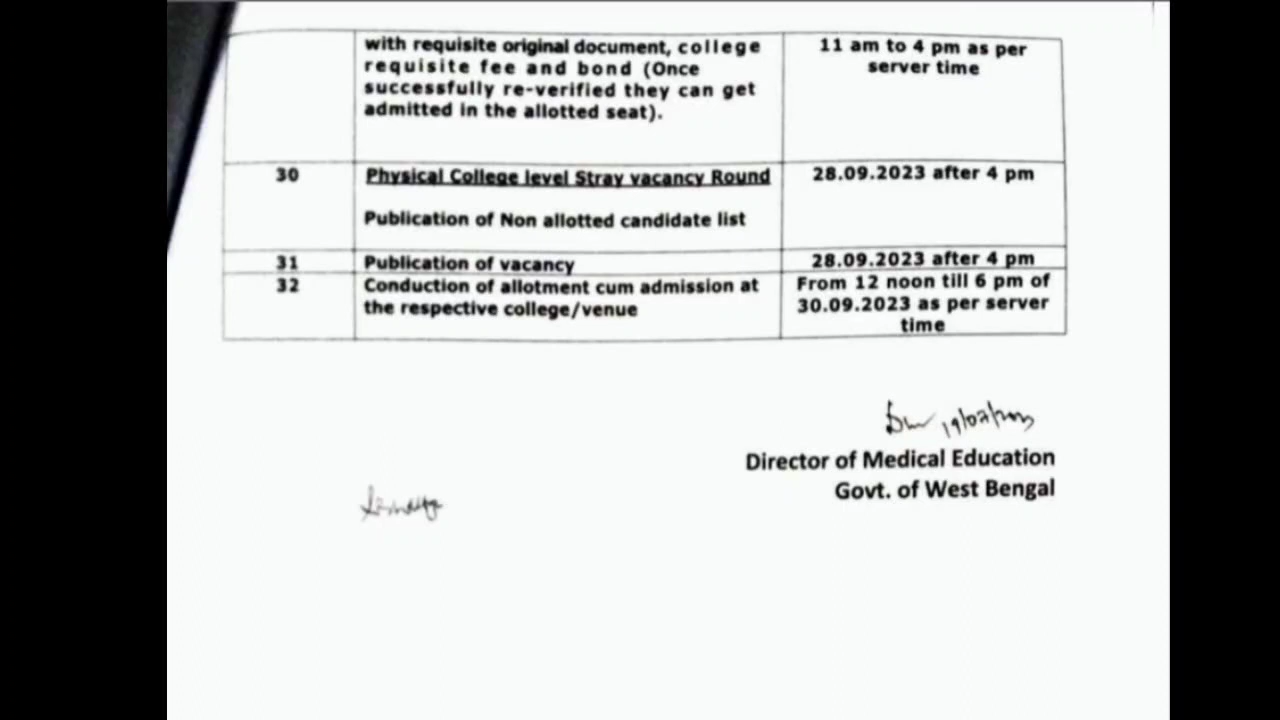 with requisite original document, college
requisite fee and bond (Once
successfully re-verified they can get
admitted in the allotted seat).
11 am to 4 pm as per
server time
30
Physical College level Stray vacancy Round
Publication of Non allotted candidate list
28.09.2023 after 4 pm
31
Publication of vacancy
28.09.2023 after 4 pm
32
Conduction of allotment cum admission at
the respective college/venue
From 12 noon till 6 pm of
30.09.2023 as per server
time
Director of Medical Education
Govt. of West Bengal